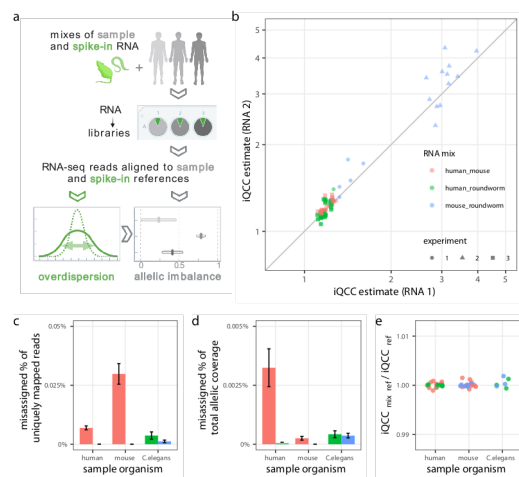 a
mixes of sample
and spike-in RNA
+
RNA
libraries
RNA-seq reads aligned to sample
and spike-in references
overdispersion
allelic imbalance
b
iQCC estimate (RNA 2)
5
4
3
2
1
1
2
3
4
5
iQCC estimate (RNA 1)
RNA mix
human_mouse
human_roundworm
mouse_roundworm
experiment
1
2
3
c
misassigned % of
uniquely mapped reads
0.05%
0.025%
0%
human
mouse
C.elegans
sample organism
d
misassigned % of
total allelic coverage
0.005%
0.0025%
0%
human
mouse
C.elegans
sample organism
e
iQCC mix_ref / iQCC ref
1.01
1.00
0.99
human
mouse
C.elegans
sample organism